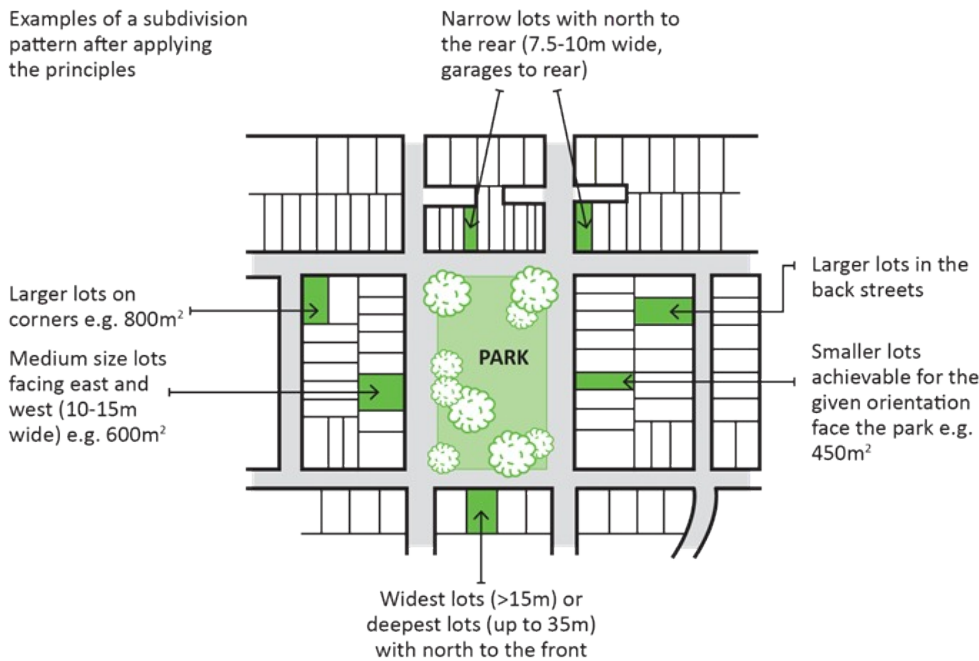 Examples of a subdivision
pattern after applying
the principles
Narrow lots with north to
the rear (7.5-10m wide,
garages to rear)
Larger lots on
corners e.g. 800m²
Medium size lots
facing east and
west (10-15m
wide) e.g. 600m²
PARK
Larger lots in the
back streets
Smaller lots
achievable for the
given orientation
face the park e.g.
450m²
Widest lots (>15m) or
deepest lots (up to 35m)
with north to the front